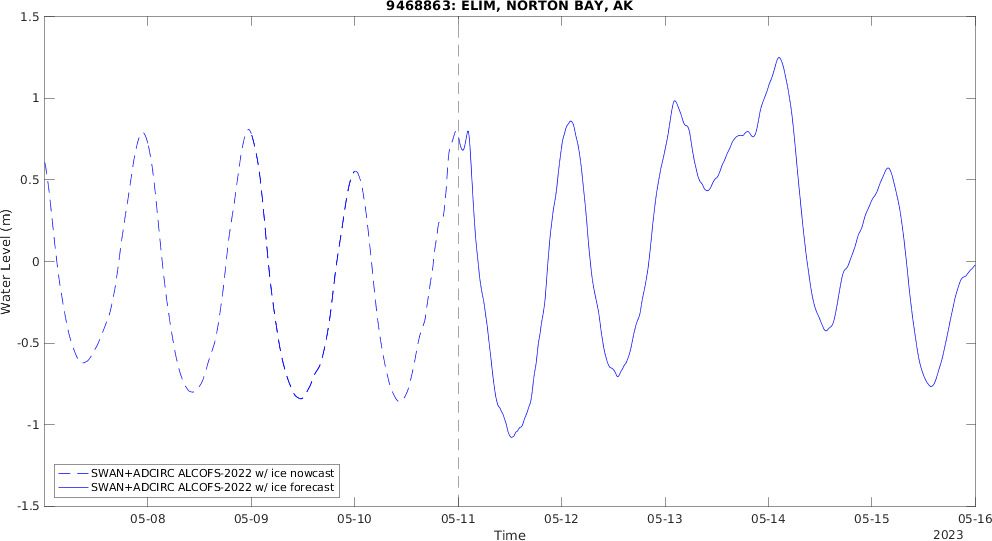 9468863: ELIM, NORTON BAY, AK
1.5
1
0.5
0
-0.5
-1
-1.5
Water Level (m)
SWAN+ADCIRC ALCOFS-2022 w/ ice nowcast
SWAN+ADCIRC ALCOFS-2022 w/ ice forecast
05-08 05-09 05-10 05-11 05-12 05-13 05-14 05-15 05-16
Time
2023